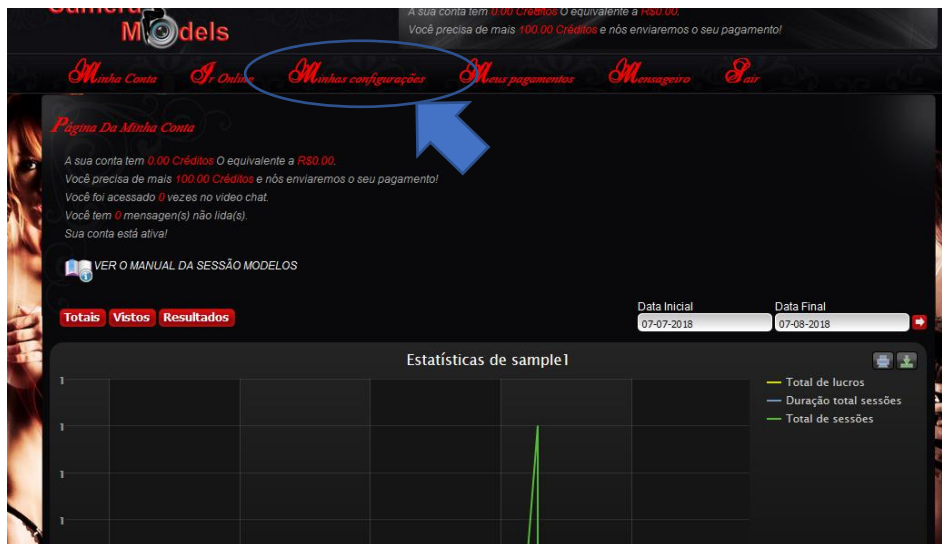 Models
A sua conta tem 0.00 Créditos O equivalente a R$0.00.
Você precisa de mais 100.00 Créditos e nós enviaremos o seu pagamento!
Minha Conta Ir Online Minhas configurações Meus pagamentos Mensageiro Sair
Página Da Minha Conta
A sua conta tem 0.00 Créditos O equivalente a R$0.00.
Você precisa de mais 100.00 Créditos e nós enviaremos o seu pagamento!
Você foi acessado 0 vezes no video chat.
Você tem 0 mensagen(s) não lida(s).
Sua conta está ativa!
VER O MANUAL DA SESSÃO MODELOS
Totais Vistos Resultados
Data Inicial Data Final
07-07-2018 07-08-2018
Estatísticas de sample1
Total de lucros
Duração total sessões
Total de sessões
1
1
1
1